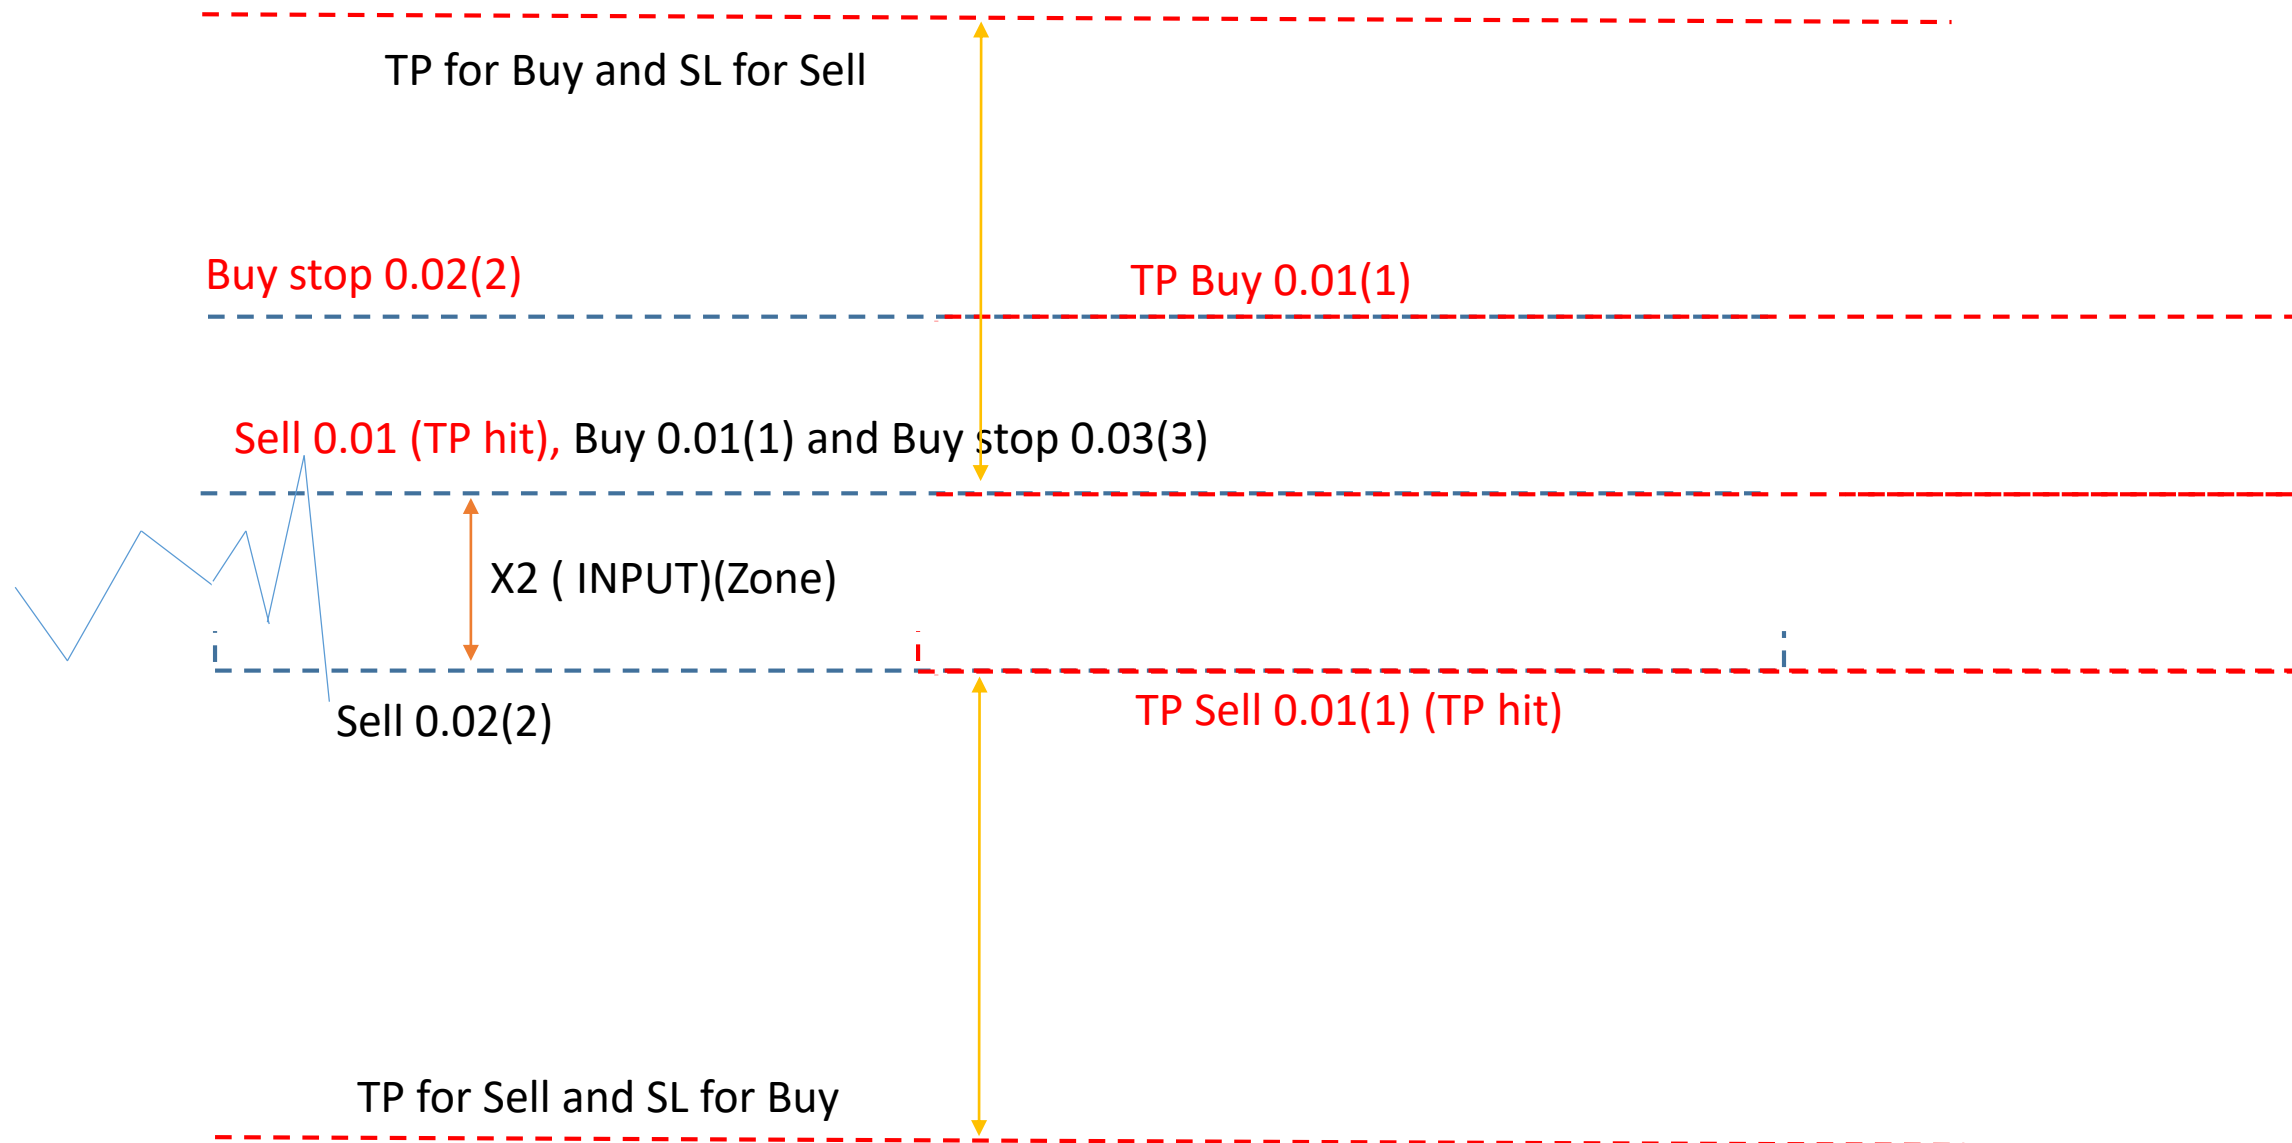 TP for Buy and SL for Sell
Buy stop 0.02(2)
TP Buy 0.01(1)
Sell 0.01 (TP hit), Buy 0.01(1) and Buy stop 0.03(3)
X2 ( INPUT)(Zone)
TP Sell 0.01(1) (TP hit)
Sell 0.02(2)
TP for Sell and SL for Buy